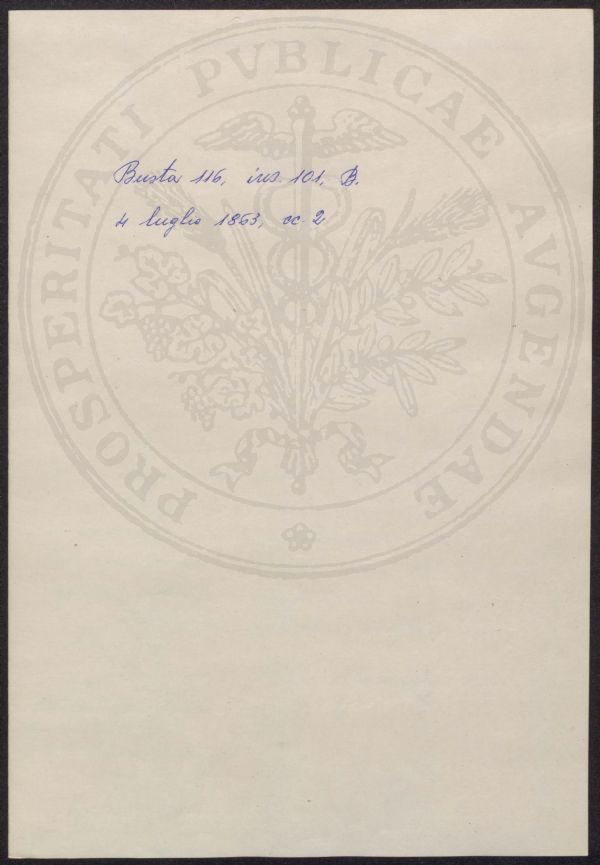 PROSPERITATI PVBLICAE AVGENDAE
Busta 116, ins. 101, B.
4 luglio 1863, cc. 2